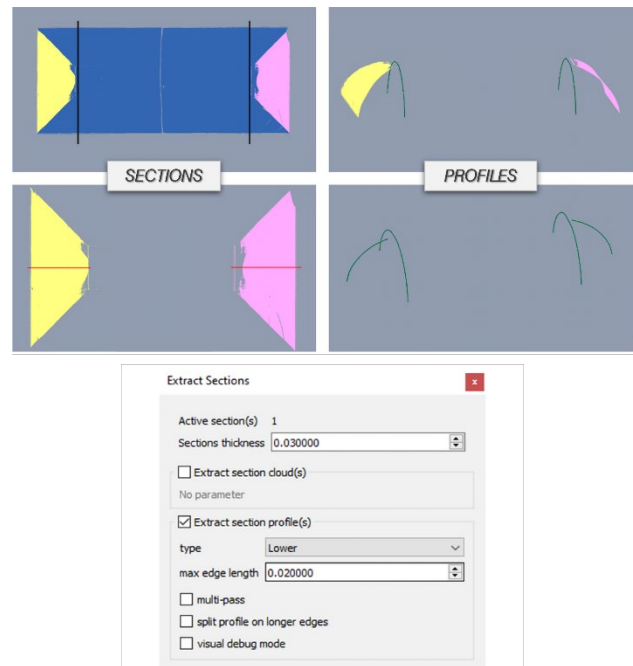 SECTIONS
PROFILES
Extract Sections
x
Active section(s) 1
Sections thickness 0.030000
Extract section cloud(s)
No parameter
Extract section profile(s)
type Lower
max edge length 0.020000
multi-pass
split profile on longer edges
visual debug mode